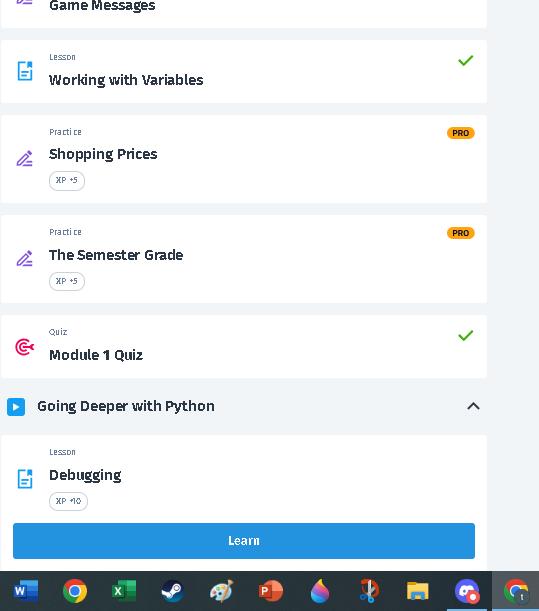 Game Messages
Lesson
Working with Variables
Practice
PRO
Shopping Prices
XP +5
Practice
PRO
The Semester Grade
XP +5
Quiz
Module 1 Quiz
Going Deeper with Python
Lesson
Debugging
XP +10
Learn
W
X
P
t